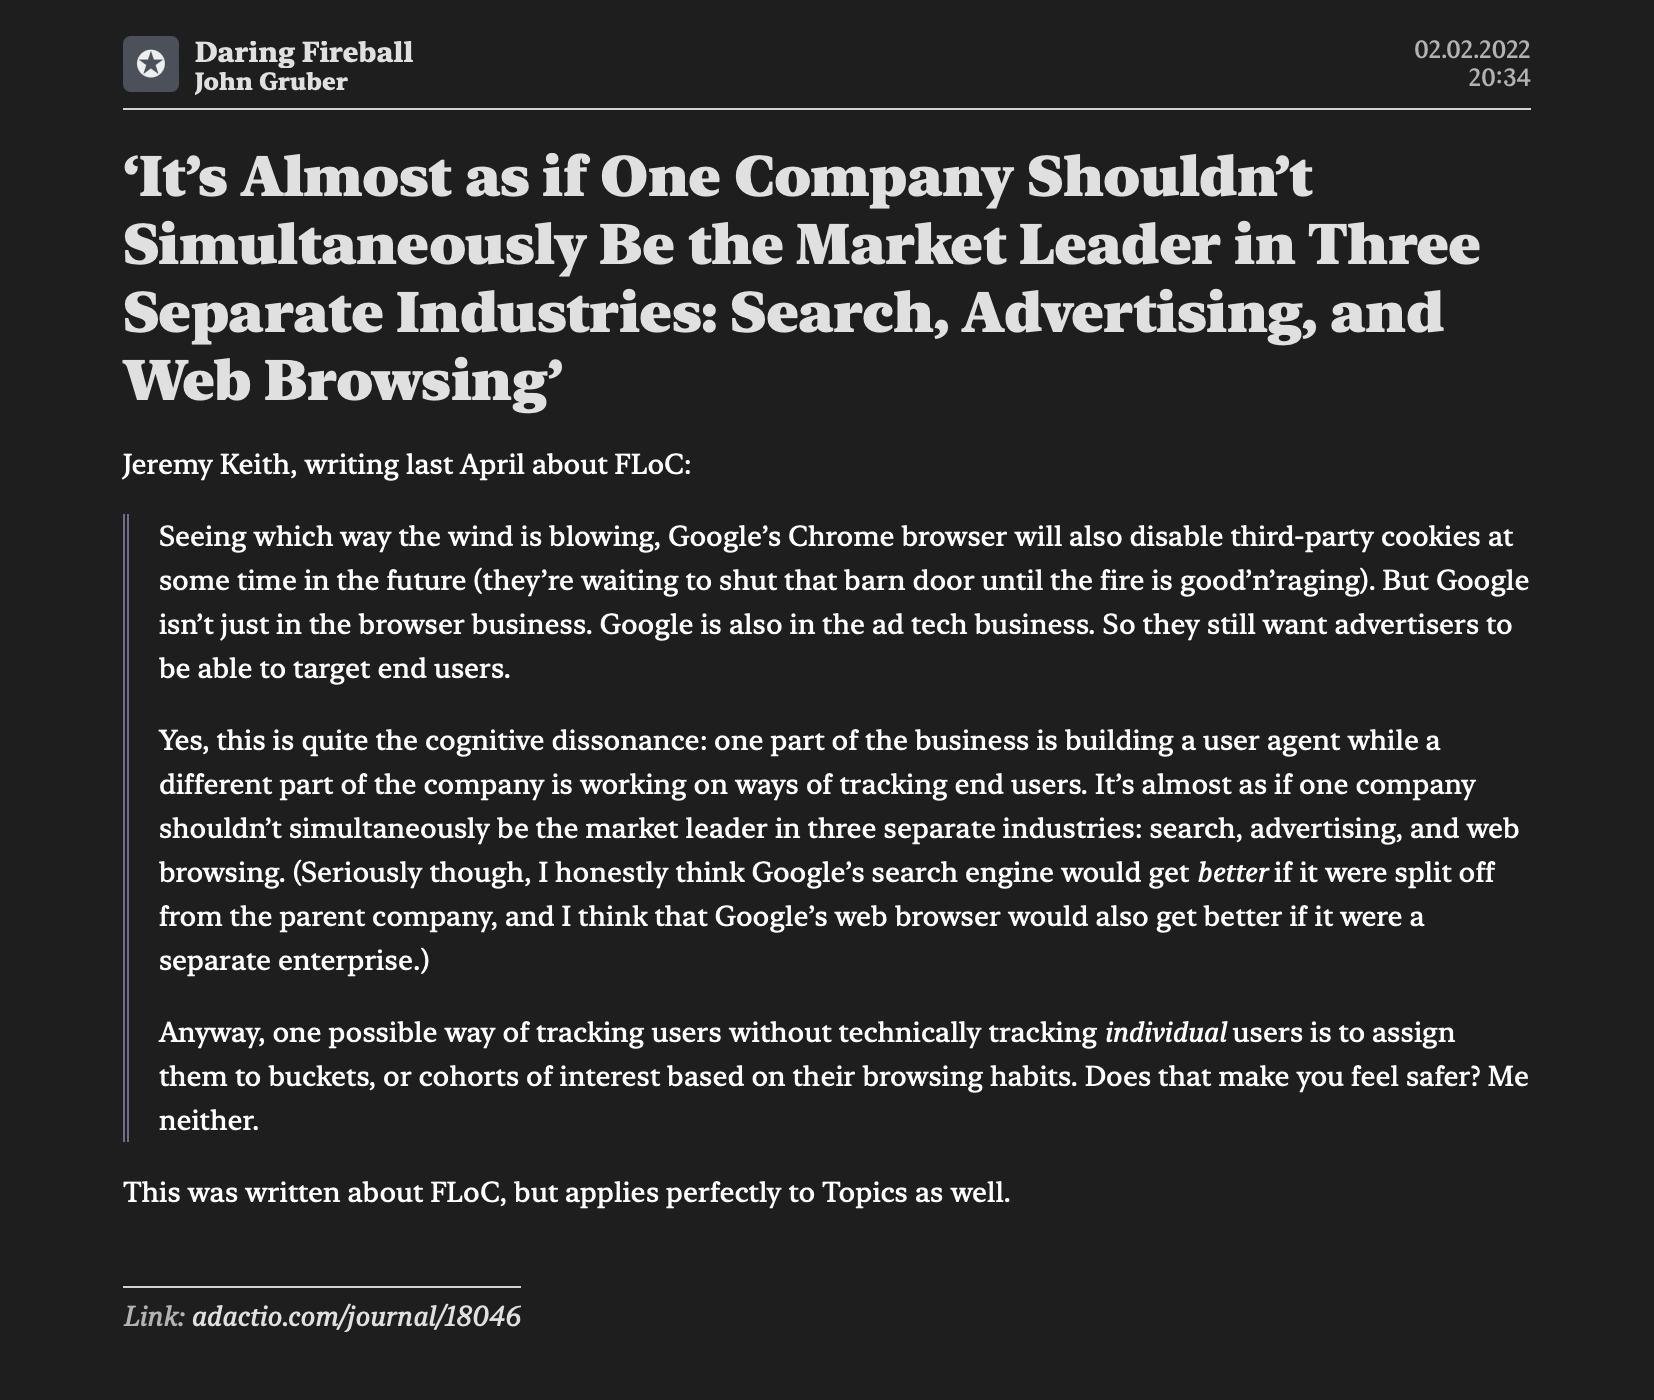 Daring Fireball
John Gruber
02.02.2022
20:34
‘It’s Almost as if One Company Shouldn’t
Simultaneously Be the Market Leader in Three
Separate Industries: Search, Advertising, and
Web Browsing’
Jeremy Keith, writing last April about FLoC:
Seeing which way the wind is blowing, Google’s Chrome browser will also disable third-party cookies at
some time in the future (they’re waiting to shut that barn door until the fire is good’n’raging). But Google
isn’t just in the browser business. Google is also in the ad tech business. So they still want advertisers to
be able to target end users.
Yes, this is quite the cognitive dissonance: one part of the business is building a user agent while a
different part of the company is working on ways of tracking end users. It’s almost as if one company
shouldn’t simultaneously be the market leader in three separate industries: search, advertising, and web
browsing. (Seriously though, I honestly think Google’s search engine would get better if it were split off
from the parent company, and I think that Google’s web browser would also get better if it were a
separate enterprise.)
Anyway, one possible way of tracking users without technically tracking individual users is to assign
them to buckets, or cohorts of interest based on their browsing habits. Does that make you feel safer? Me
neither.
This was written about FLoC, but applies perfectly to Topics as well.
Link: adactio.com/journal/18046